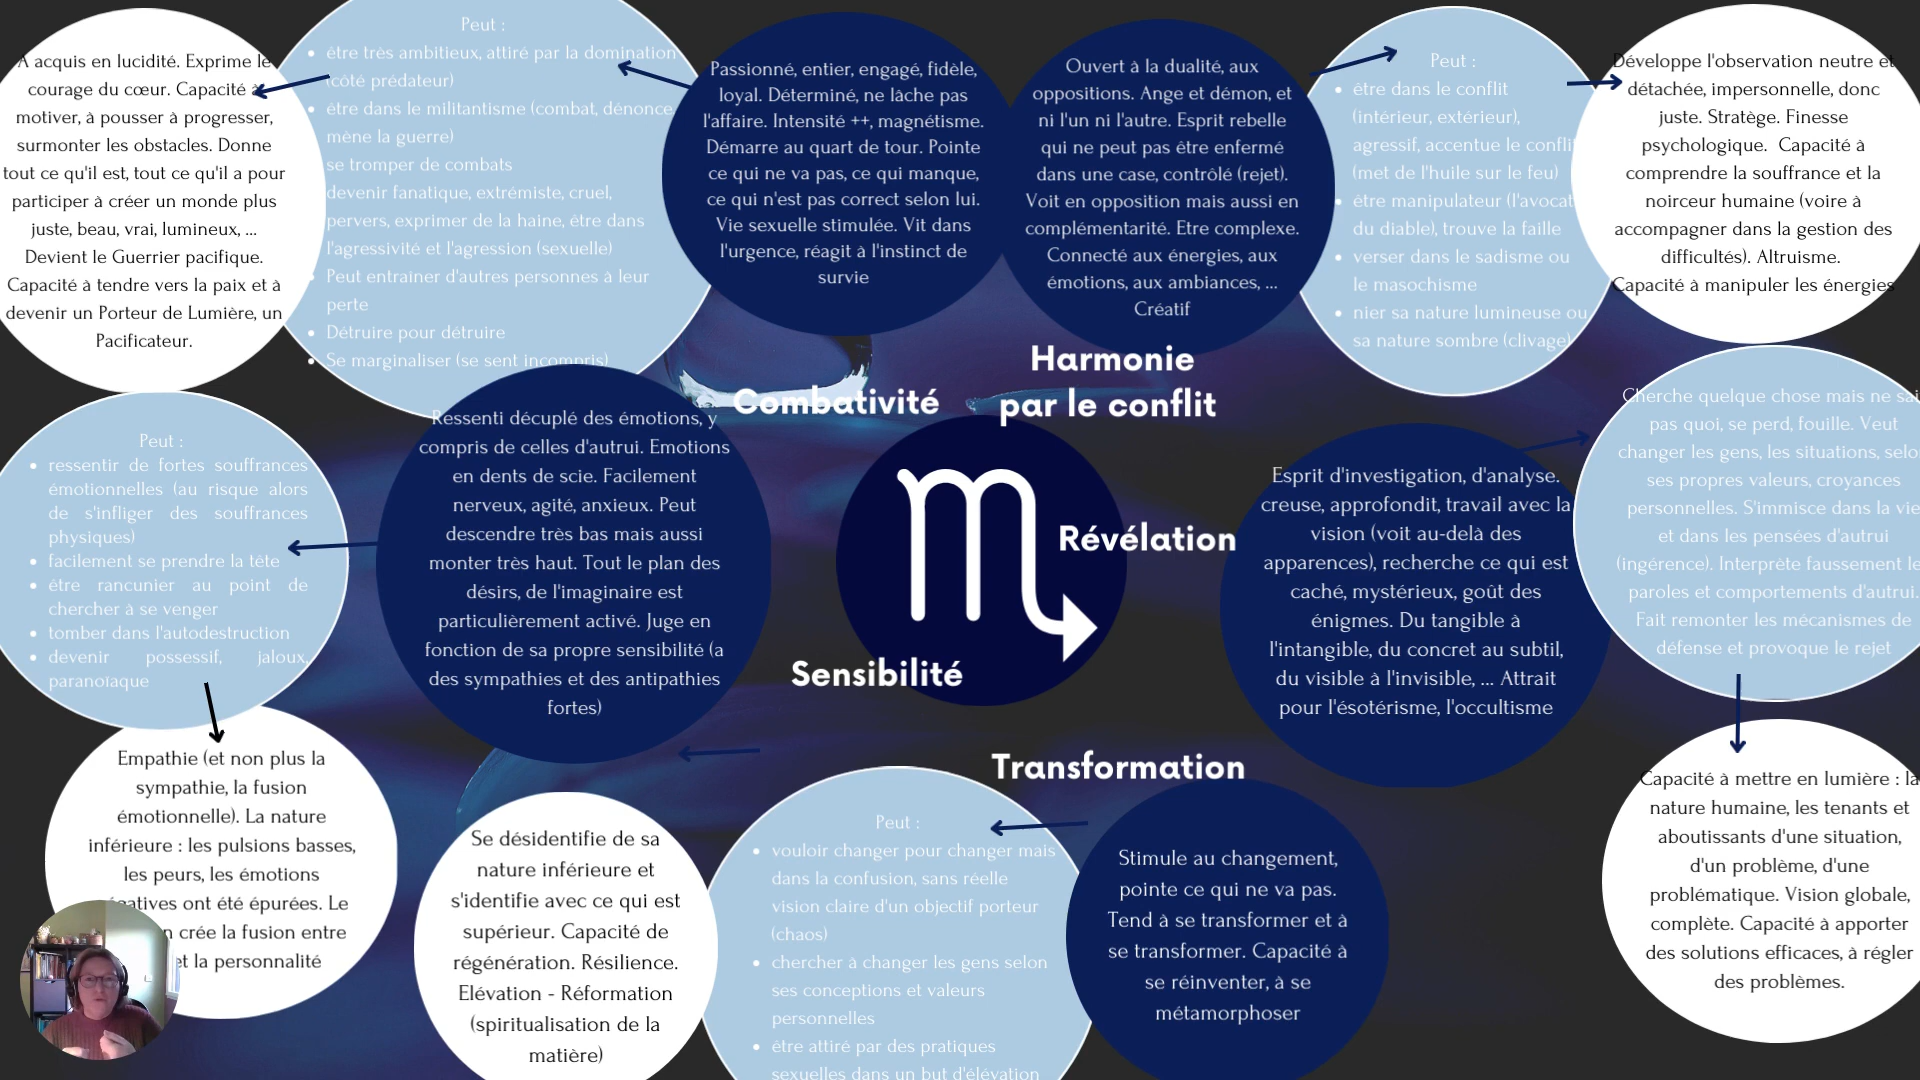 A acquis en lucidité. Exprime le
courage du cœur. Capacité à
motiver, à pousser à progresser,
surmonter les obstacles. Donne
tout ce qu'il est, tout ce qu'il a pour
participer à créer un monde plus
juste, beau, vrai, lumineux, ...
Devient le Guerrier pacifique.
Capacité à tendre vers la paix et à
devenir un Porteur de Lumière, un
Pacificateur.
Peut :
être très ambitieux, attiré par la domination
(côté prédateur)
être dans le militantisme (combat, dénonce,
mène la guerre)
se tromper de combats
devenir fanatique, extrémiste, cruel,
pervers, exprimer de la haine, être dans
l'agressivité et l'agression (sexuelle)
Peut entraîner d'autres personnes à leur
perte
Détruire pour détruire
Se marginaliser (se sent incompris)
Passionné, entier, engagé, fidèle,
loyal. Déterminé, ne lâche pas
l'affaire. Intensité ++, magnétisme.
Démarre au quart de tour. Pointe
ce qui ne va pas, ce qui manque,
ce qui n'est pas correct selon lui.
Vie sexuelle stimulée. Vit dans
l'urgence, réagit à l'instinct de
survie
Ouvert à la dualité, aux
oppositions. Ange et démon, et
ni l'un ni l'autre. Esprit rebelle
qui ne peut pas être enfermé
dans une case, contrôlé (rejet).
Voit en opposition mais aussi en
complémentarité. Etre complexe.
Connecté aux énergies, aux
émotions, aux ambiances, ...
Créatif
Peut :
être dans le conflit
(intérieur, extérieur),
agressif, accentue le conflit
(met de l'huile sur le feu)
être manipulateur (l'avocat
du diable), trouve la faille
verser dans le sadisme ou
le masochisme
nier sa nature lumineuse ou
sa nature sombre (clivage)
Développe l'observation neutre et
détachée, impersonnelle, donc
juste. Stratège. Finesse
psychologique. Capacité à
comprendre la souffrance et la
noirceur humaine (voire à
accompagner dans la gestion des
difficultés). Altruisme.
Capacité à manipuler les énergies
Combativité
Harmonie
par le conflit
Révélation
Sensibilité
Transformation
Peut :
ressentir de fortes souffrances
émotionnelles (au risque alors
de s'infliger des souffrances
physiques)
facilement se prendre la tête
être rancunier au point de
chercher à se venger
tomber dans l'autodestruction
devenir possessif, jaloux,
paranoïaque
Ressenti décuplé des émotions, y
compris de celles d'autrui. Emotions
en dents de scie. Facilement
nerveux, agité, anxieux. Peut
descendre très bas mais aussi
monter très haut. Tout le plan des
désirs, de l'imaginaire est
particulièrement activé. Juge en
fonction de sa propre sensibilité (a
des sympathies et des antipathies
fortes)
Esprit d'investigation, d'analyse.
creuse, approfondit, travail avec la
vision (voit au-delà des
apparences), recherche ce qui est
caché, mystérieux, goût des
énigmes. Du tangible à
l'intangible, du concret au subtil,
du visible à l'invisible, ... Attrait
pour l'ésotérisme, l'occultisme
Cherche quelque chose mais ne sai
pas quoi, se perd, fouille. Veut
changer les gens, les situations, selo
ses propres valeurs, croyances
personnelles. S'immisce dans la vie
et dans les pensées d'autrui
(ingérence). Interprète faussement le
paroles et comportements d'autrui.
Fait remonter les mécanismes de
défense et provoque le rejet
Empathie (et non plus la
sympathie, la fusion
émotionnelle). La nature
inférieure : les pulsions basses,
les peurs, les émotions
gatives ont été épurées. Le
n crée la fusion entre
et la personnalité
Se désidentifie de sa
nature inférieure et
s'identifie avec ce qui est
supérieur. Capacité de
régénération. Résilience.
Elévation - Réformation
(spiritualisation de la
matière)
Peut :
vouloir changer pour changer mais
dans la confusion, sans réelle
vision claire d'un objectif porteur
(chaos)
chercher à changer les gens selon
ses conceptions et valeurs
personnelles
être attiré par des pratiques
sexuelles dans un but d'élévation
Stimule au changement,
pointe ce qui ne va pas.
Tend à se transformer et à
se transformer. Capacité à
se réinventer, à se
métamorphoser
Capacité à mettre en lumière : la
nature humaine, les tenants et
aboutissants d'une situation,
d'un problème, d'une
problématique. Vision globale,
complète. Capacité à apporter
des solutions efficaces, à régler
des problèmes.